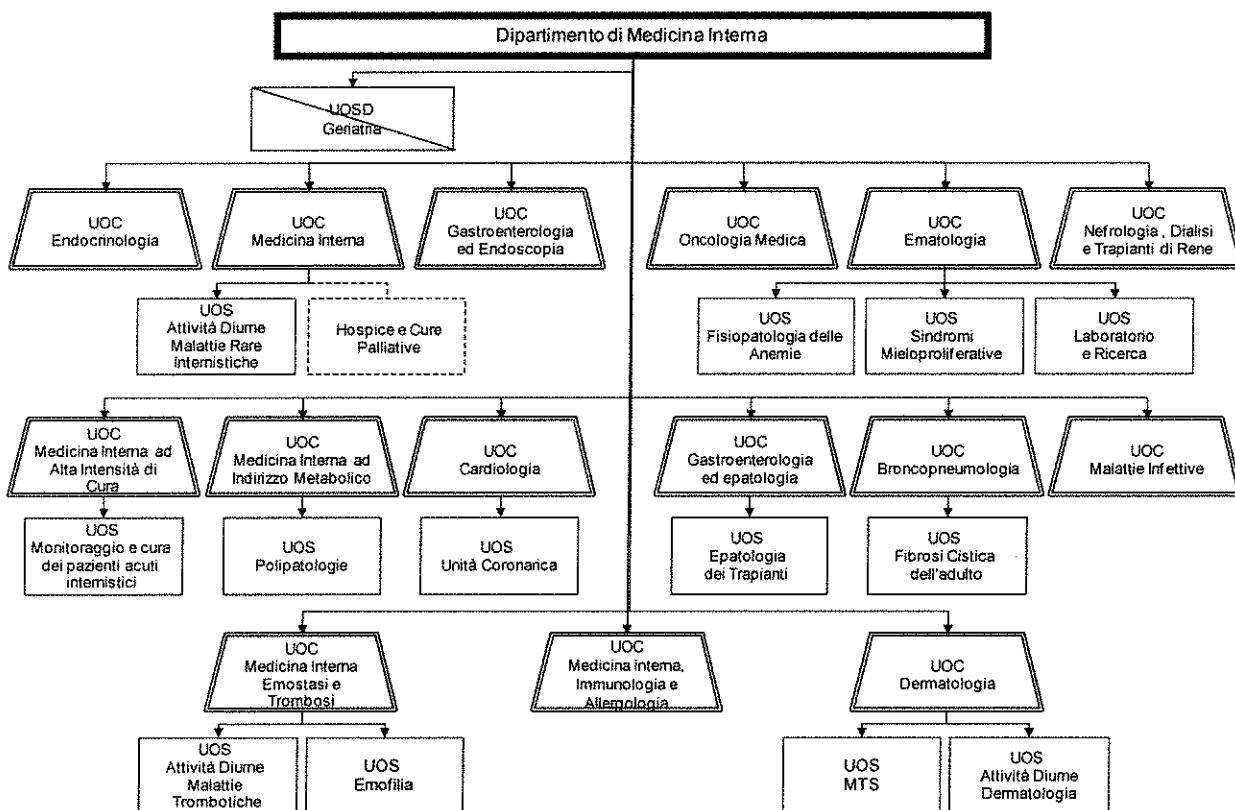 Dipartimento di Medicina Interna
UOSD
Geriatria
UOC
Endocrinologia
UOC
Medicina Interna
UOC
Gastroenterologia
ed Endoscopia
UOC
Oncologia Medica
UOC
Ematologia
UOC
Nefrologia, Dialisi
e Trapianti di Rene
UOS
Attività Diurne
Malattie Rare
Internistiche
Hospice e Cure
Palliative
UOS
Fisiopatologia delle
Anemie
UOS
Sindromi
Mieloproliferative
UOS
Laboratorio
e Ricerca
UOC
Medicina Interna ad
Alta Intensità di
Cura
UOC
Medicina Interna ad
Indirizzo Metabolico
UOC
Cardiologia
UOC
Gastroenterologia
ed epatologia
UOC
Broncopneumologia
UOC
Malattie Infettive
UOS
Monitoraggio e cura
dei pazienti acuti
internistici
UOS
Polipatologie
UOS
Unità Coronarica
UOS
Epatologia
dei Trapianti
UOS
Fibrosi Cistica
dell'adulto
UOC
Medicina Interna
Emostasi e
Trombosi
UOC
Medicina Interna,
Immunologia e
Allergologia
UOC
Dermatologia
UOS
Attività Diurne
Malattie
Trombotiche
UOS
Emofilia
UOS
MTS
UOS
Attività Diurne
Dermatologia